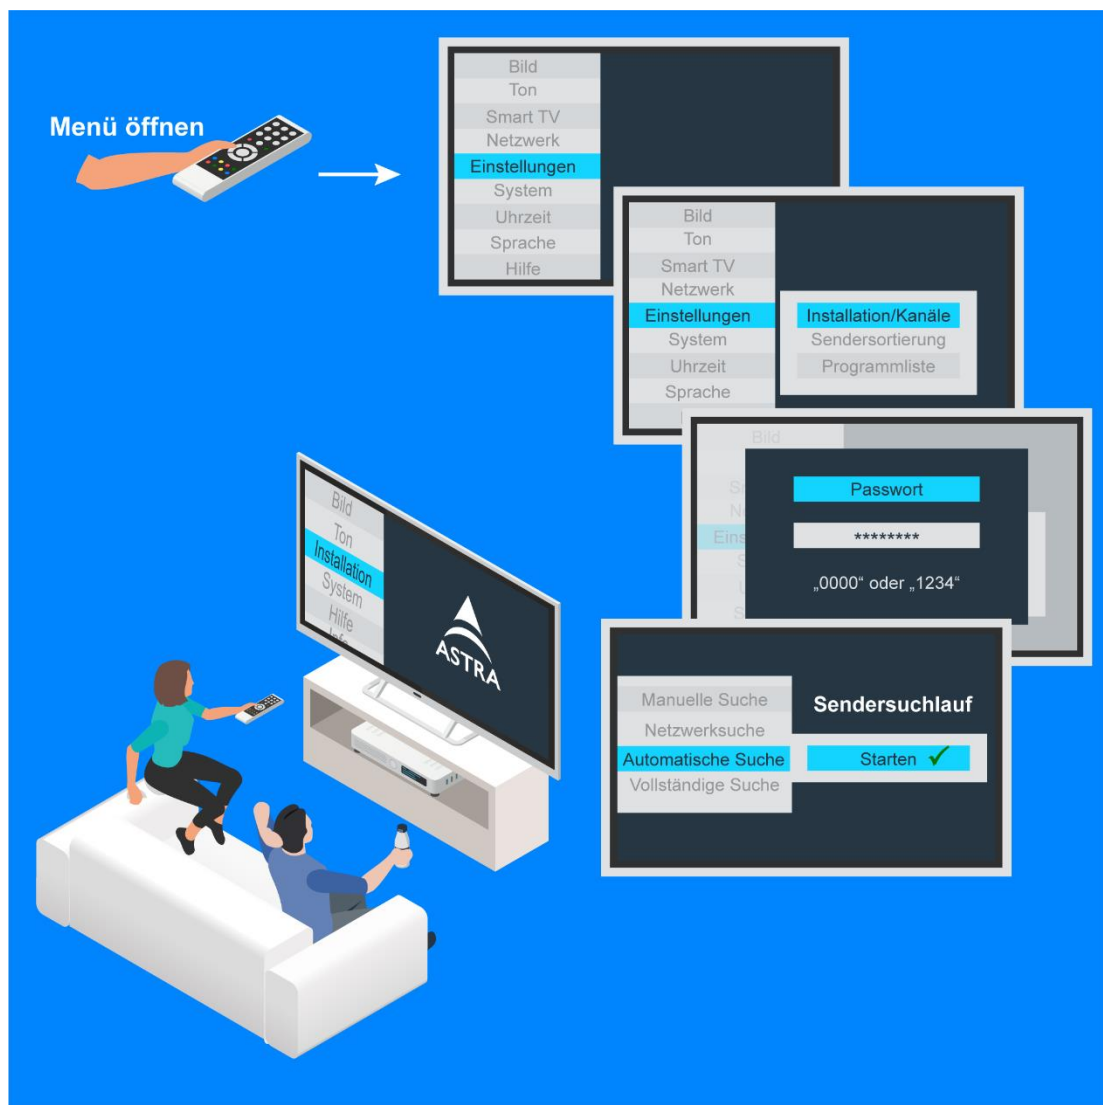 Menü öffnen
Bild
Ton
Smart TV
Netzwerk
Einstellungen
System
Uhrzeit
Sprache
Hilfe
Bild
Ton
Smart TV
Netzwerk
Einstellungen
System
Uhrzeit
Sprache
Installation/Kanäle
Sendersortierung
Programmliste
Bild
Eins
Passwort
********
„0000“ oder „1234“
Manuelle Suche
Netzwerksuche
Automatische Suche
Vollständige Suche
Sendersuchlauf
Starten ✓
Bild
Ton
Installation
System
Hilfe
ASTRA